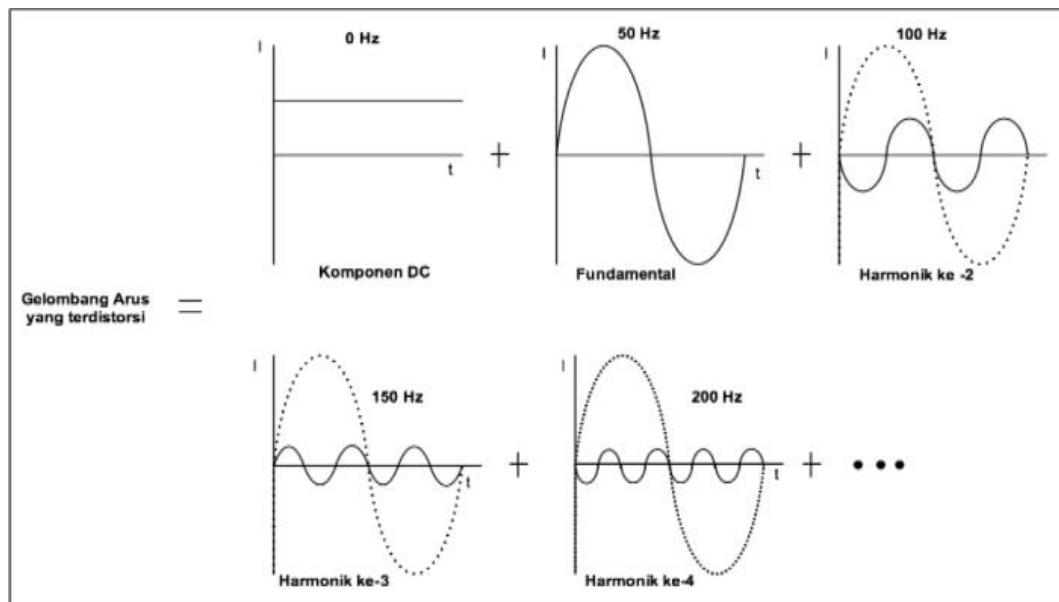 0 Hz
50 Hz
100 Hz
I
I
I
t
+
t
+
t
Komponen DC
Fundamental
Harmonik ke -2
Gelombang Arus
yang terdistorsi
=
I
I
150 Hz
200 Hz
t
+
t
+
•••
Harmonik ke-3
Harmonik ke-4